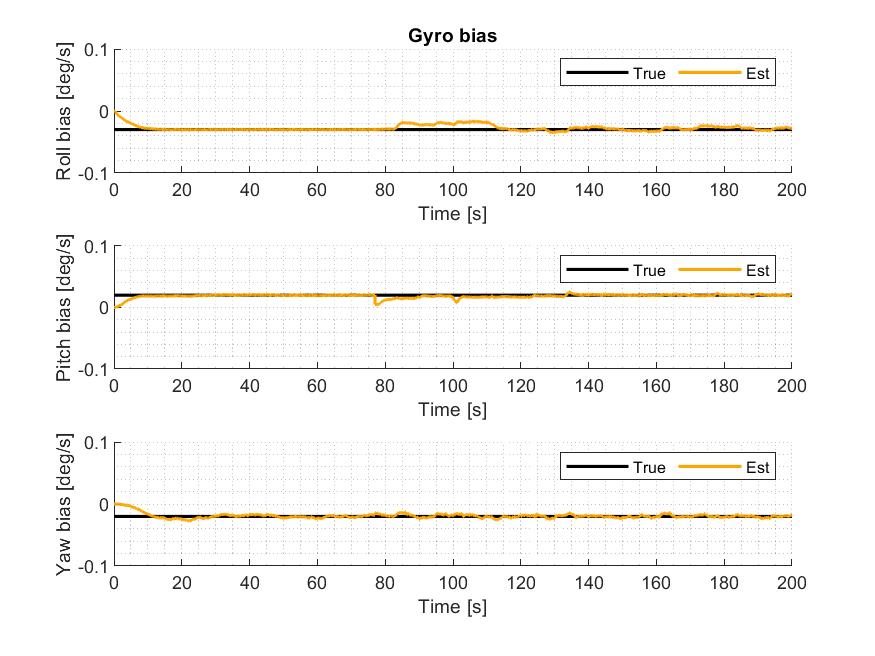 Gyro bias
0.1
0
-0.1
Roll bias [deg/s]
True Est
0 20 40 60 80 100 120 140 160 180 200
Time [s]
0.1
0
-0.1
Pitch bias [deg/s]
True Est
0 20 40 60 80 100 120 140 160 180 200
Time [s]
0.1
0
-0.1
Yaw bias [deg/s]
True Est
0 20 40 60 80 100 120 140 160 180 200
Time [s]